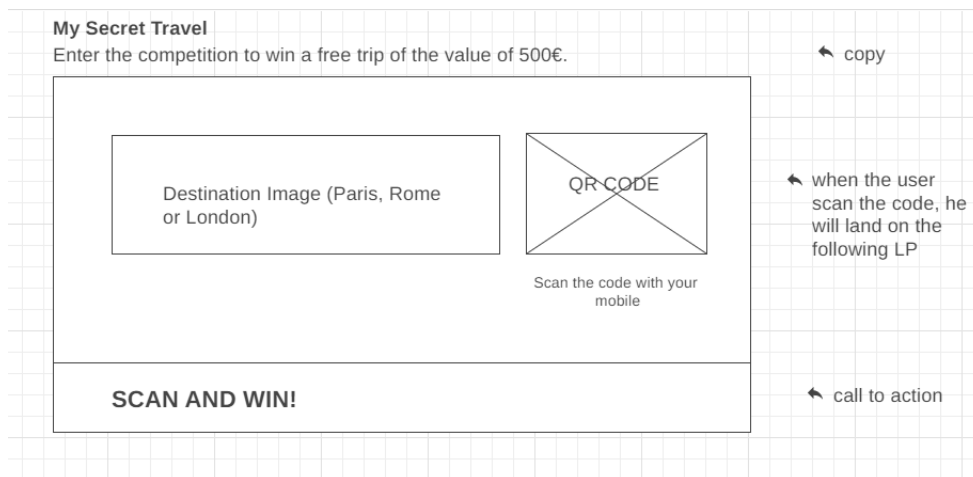 My Secret Travel
Enter the competition to win a free trip of the value of 500€.
copy
Destination Image (Paris, Rome
or London)
QR CODE
Scan the code with your
mobile
when the user
scan the code, he
will land on the
following LP
SCAN AND WIN!
call to action